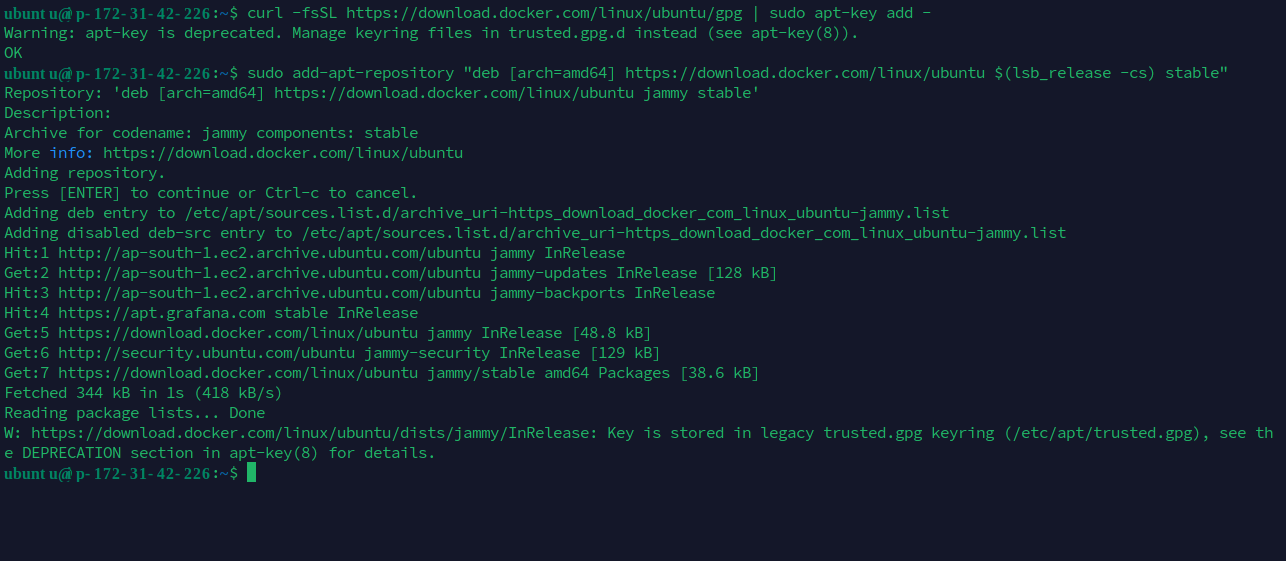 ubuntu@p-172-31-42-226:~$ curl -fsSL https://download.docker.com/linux/ubuntu/gpg | sudo apt-key add -
Warning: apt-key is deprecated. Manage keyring files in trusted.gpg.d instead (see apt-key(8)).
OK
ubuntu@p-172-31-42-226:~$ sudo add-apt-repository "deb [arch=amd64] https://download.docker.com/linux/ubuntu $(lsb_release -cs) stable"
Repository: 'deb [arch=amd64] https://download.docker.com/linux/ubuntu jammy stable'
Description:
Archive for codename: jammy components: stable
More info: https://download.docker.com/linux/ubuntu
Adding repository.
Press [ENTER] to continue or Ctrl-c to cancel.
Adding deb entry to /etc/apt/sources.list.d/archive_uri-https_download_docker_com_linux_ubuntu-jammy.list
Adding disabled deb-src entry to /etc/apt/sources.list.d/archive_uri-https_download_docker_com_linux_ubuntu-jammy.list
Hit:1 http://ap-south-1.ec2.archive.ubuntu.com/ubuntu jammy InRelease
Get:2 http://ap-south-1.ec2.archive.ubuntu.com/ubuntu jammy-updates InRelease [128 kB]
Hit:3 http://ap-south-1.ec2.archive.ubuntu.com/ubuntu jammy-backports InRelease
Hit:4 https://apt.grafana.com stable InRelease
Get:5 https://download.docker.com/linux/ubuntu jammy InRelease [48.8 kB]
Get:6 http://security.ubuntu.com/ubuntu jammy-security InRelease [129 kB]
Get:7 https://download.docker.com/linux/ubuntu jammy/stable amd64 Packages [38.6 kB]
Fetched 344 kB in 1s (418 kB/s)
Reading package lists... Done
W: https://download.docker.com/linux/ubuntu/dists/jammy/InRelease: Key is stored in legacy trusted.gpg keyring (/etc/apt/trusted.gpg), see th
e DEPRECATION section in apt-key(8) for details.
ubuntu@p-172-31-42-226:~$